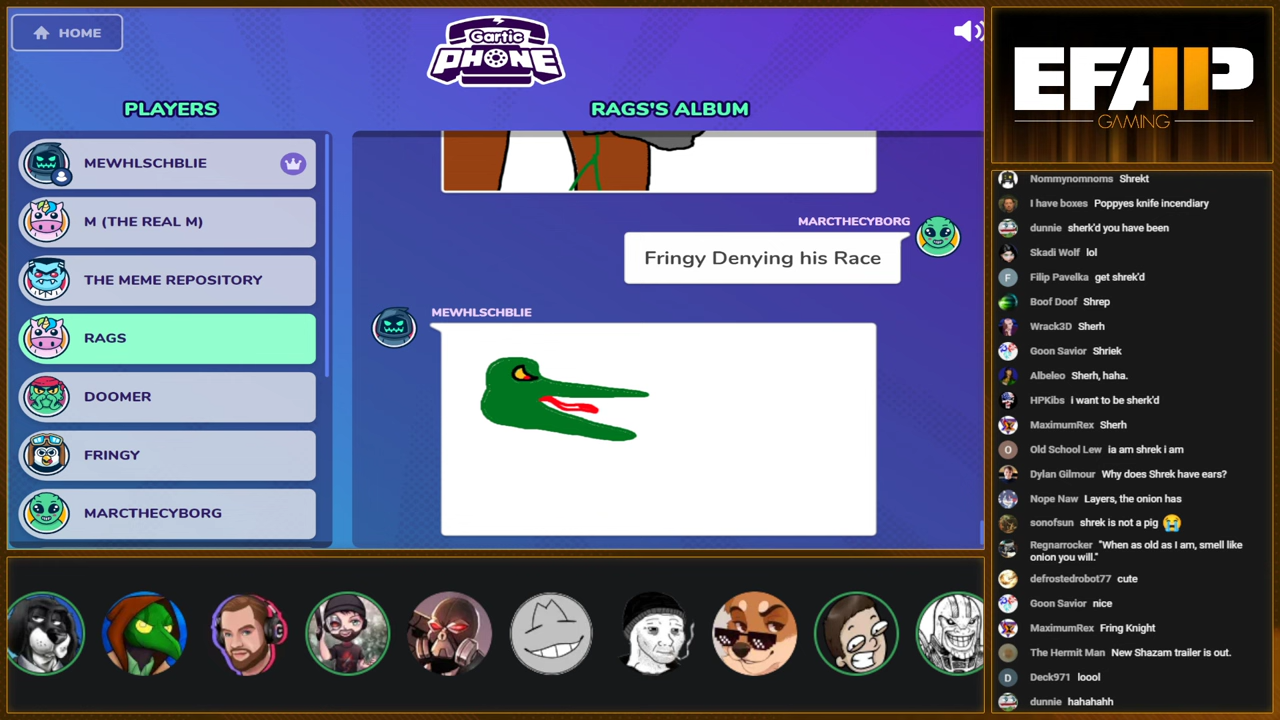 HOME
Gartic
PHONE
PLAYERS
RAGS'S ALBUM
MEWHLSCHBLIE
M (THE REAL M)
THE MEME REPOSITORY
RAGS
DOOMER
FRINGY
MARCTHECYBORG
MARCTHECYBORG
Fringy Denying his Race
MEWHLSCHBLIE
EFAP
GAMING
Nommynomnoms Shrekt
I have boxes Poppyes knife incendiary
dunnie sherk'd you have been
Skadi Wolf lol
F
Filip Pavelka get shrek'd
Boof Doof Shrep
Wrack3D Sherh
Goon Savior Shriek
Albeleo Sherh, haha.
HPKibs i want to be sherk'd
MaximumRex Sherh
O
Old School Lew ia am shrek i am
Dylan Gilmour Why does Shrek have ears?
Nope Naw Layers, the onion has
sonofsun shrek is not a pig 😭
Regnarrocker "When as old as I am, smell like
onion you will."
defrostedrobot77 cute
Goon Savior nice
MaximumRex Fring Knight
The Hermit Man New Shazam trailer is out.
D
Deck971 loool
dunnie hahahahh